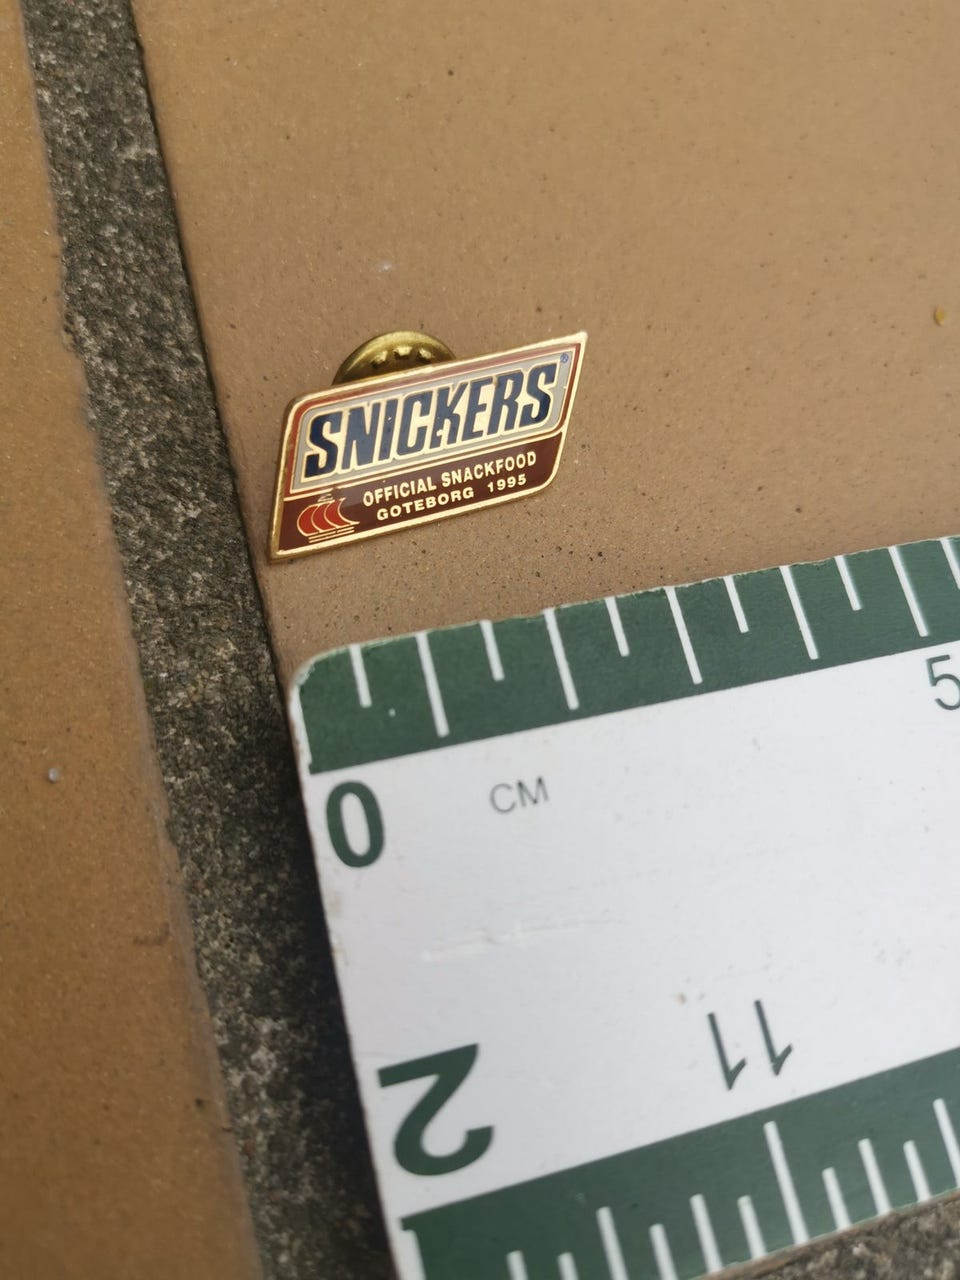 SNICKERS®
OFFICIAL SNACKFOOD
GOTEBORG 1995
5
0
CM
11
2